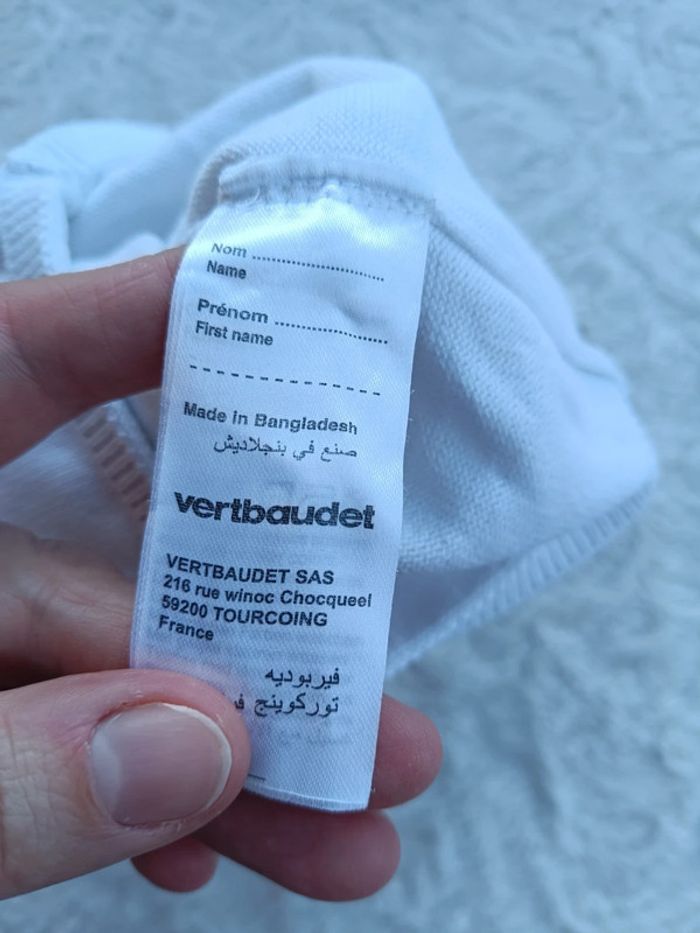 Nom
Name
Prénom
First name
Made in Bangladesh
صنع في بنجلاديش
vertbaudet
VERTBAUDET SAS
216 rue winoc Chocqueel
59200 TOURCOING
France
فيربوديه
توركوينج